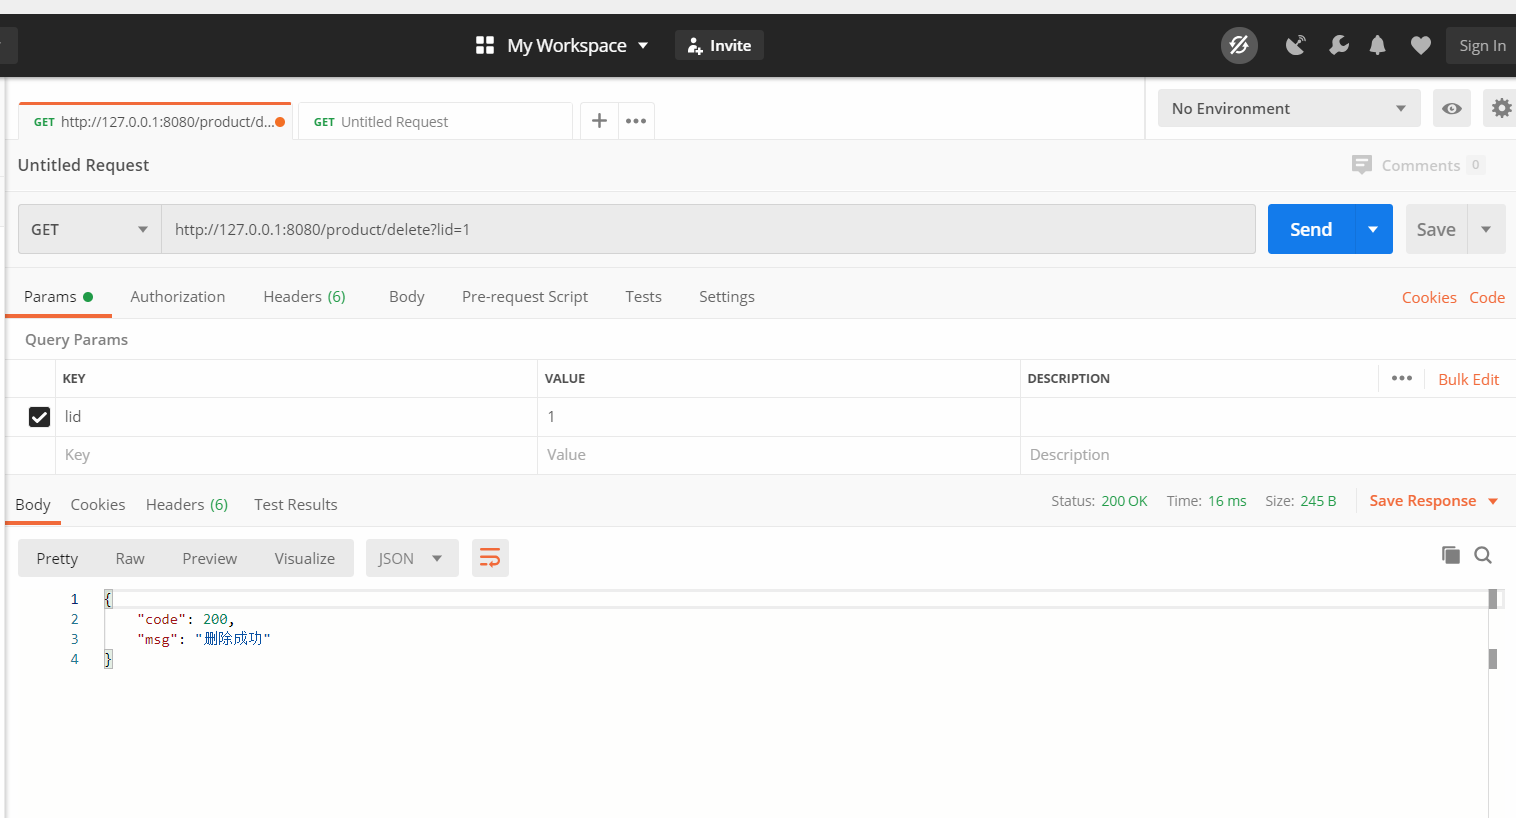 My Workspace
Invite
Sign In
GET http://127.0.0.1:8080/product/d...
GET Untitled Request
No Environment
Untitled Request
Comments 0
GET
http://127.0.0.1:8080/product/delete?lid=1
Send
Save
Params
Authorization
Headers (6)
Body
Pre-request Script
Tests
Settings
Cookies Code
Query Params
KEY VALUE DESCRIPTION
Bulk Edit
lid 1
Key Value Description
Body Cookies Headers (6) Test Results
Status: 200 OK Time: 16 ms Size: 245 B
Save Response
Pretty Raw Preview Visualize
JSON
1 {
2 "code": 200,
3 "msg": "删除成功"
4 }